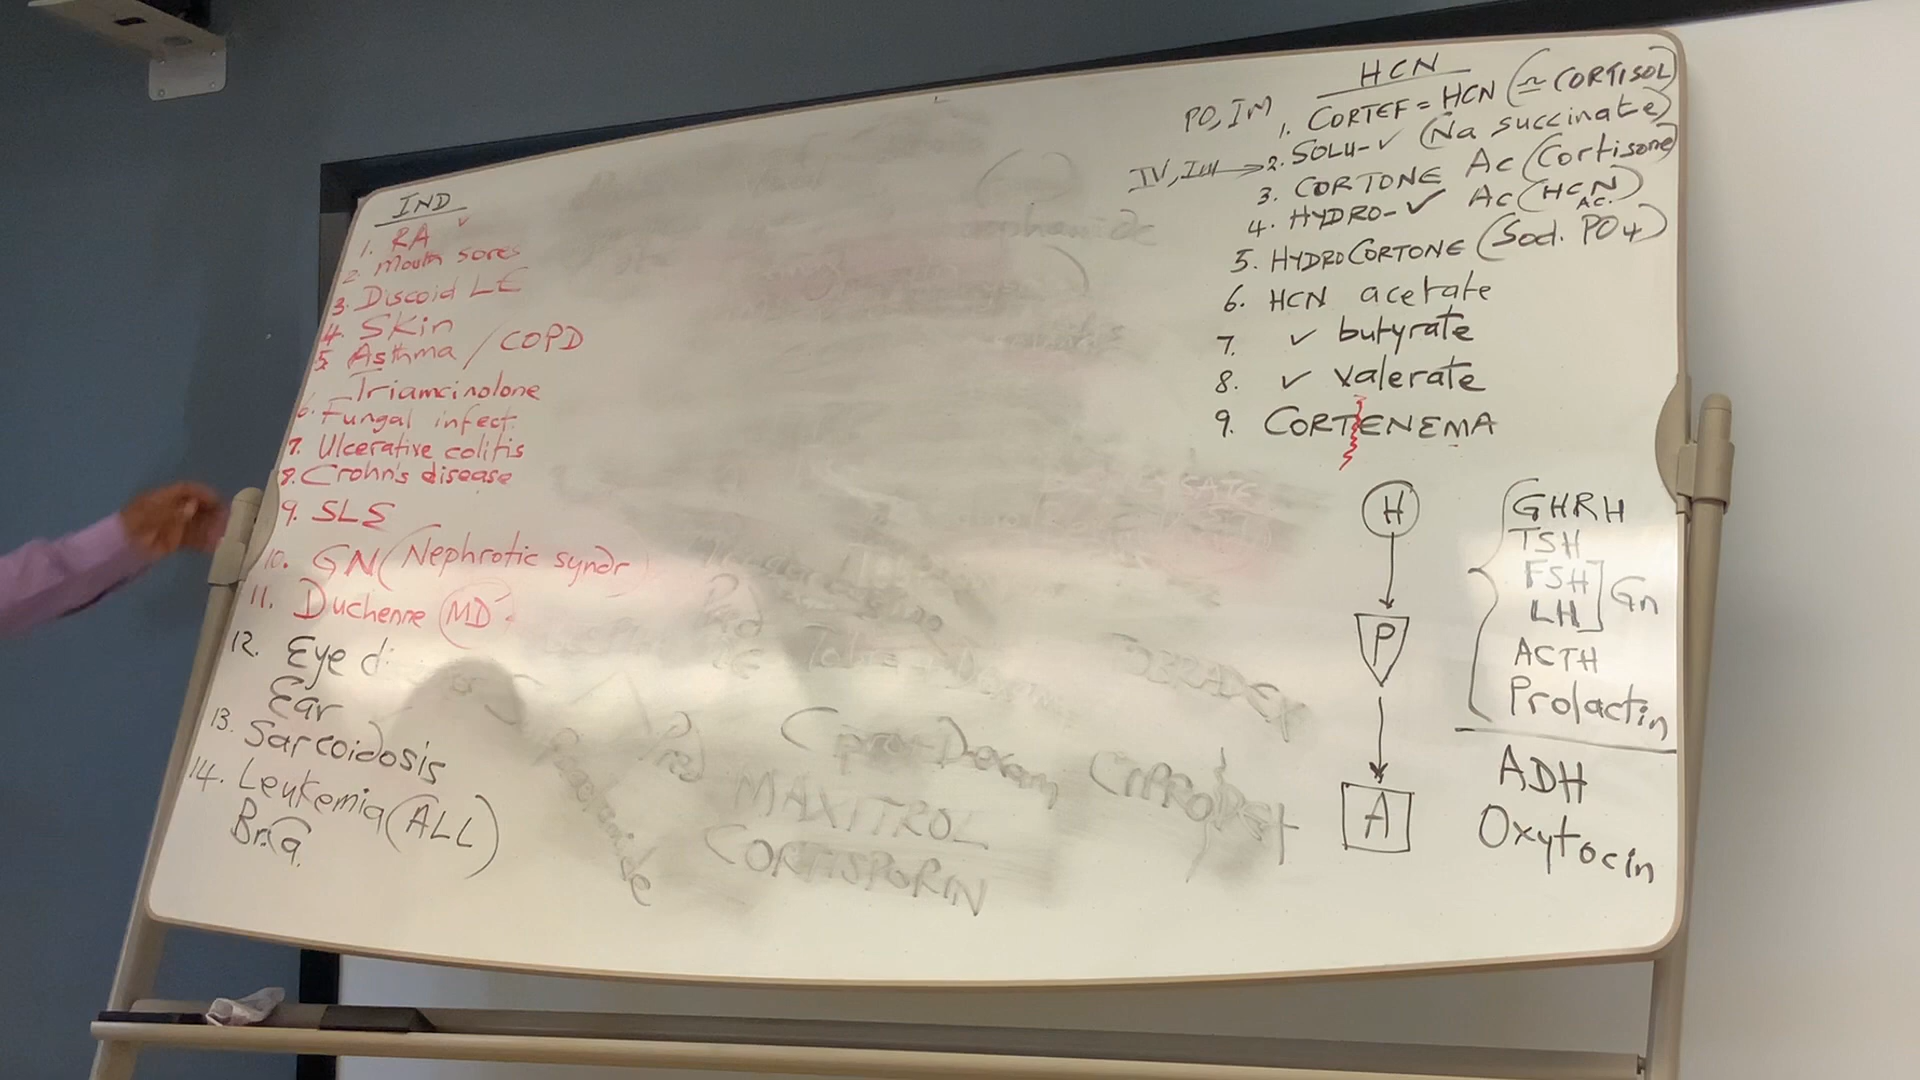 IND
1. RA ✓
2. Mouth sores
3. Discoid LE
4. Skin
5. Asthma / COPD
Triamcinolone
6. Fungal infect.
7. Ulcerative colitis
8. Crohn's disease
9. SLE
10. GN (Nephrotic syndr)
11. Duchenne (MD)
12. Eye d:
Ear
13. Sarcoidosis
14. Leukemia (ALL)
Br. Ca.
Pred
Cipro-Dexam
CIPRODEX
MAXITROL
CORTISPORIN
TOBRADEX
HCN
PO, IM 1. CORTEF = HCN (≃ CORTISOL)
IV, IM → 2. SOLU- ✓ (Na succinate)
3. CORTONE Ac (Cortisone)
4. HYDRO- ✓ Ac (HCN AC.)
5. HYDROCORTONE (Sod. PO4)
6. HCN acetate
7. ✓ butyrate
8. ✓ valerate
9. CORTENEMA
H
P
A
GHRH
TSH
FSH
LH
Gn
ACTH
Prolactin
ADH
Oxytocin